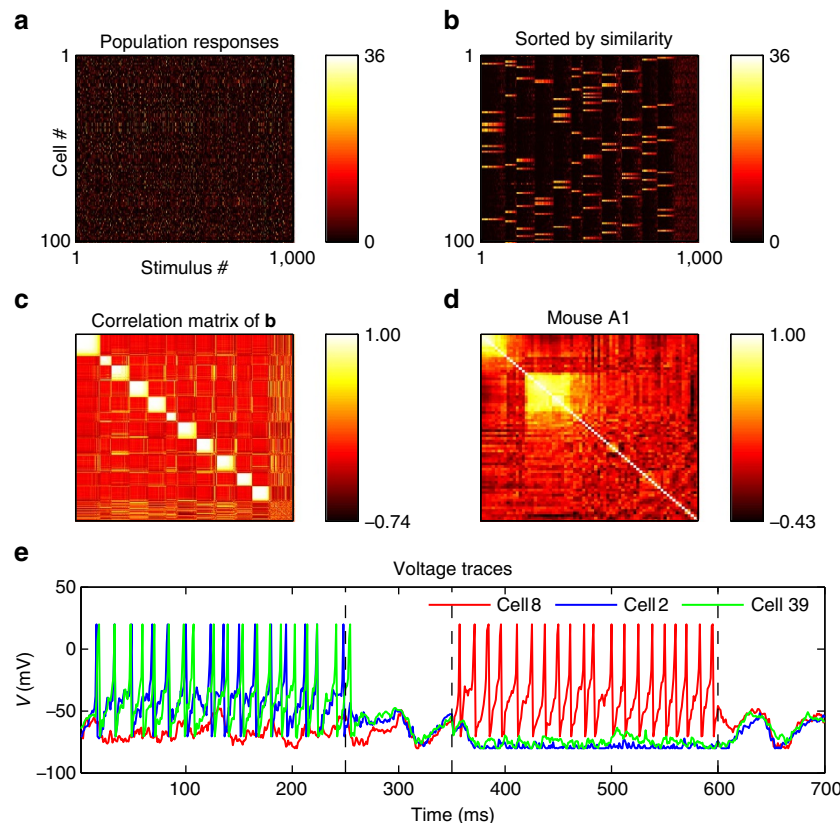 a
Population responses
1
Cell #
100
1
Stimulus #
1,000
36
0
b
Sorted by similarity
1
100
1
1,000
36
0
c
Correlation matrix of b
1.00
−0.74
d
Mouse A1
1.00
−0.43
e
Voltage traces
50
0
−50
−100
V (mV)
Cell 8
Cell 2
Cell 39
100
200
300
400
500
600
700
Time (ms)